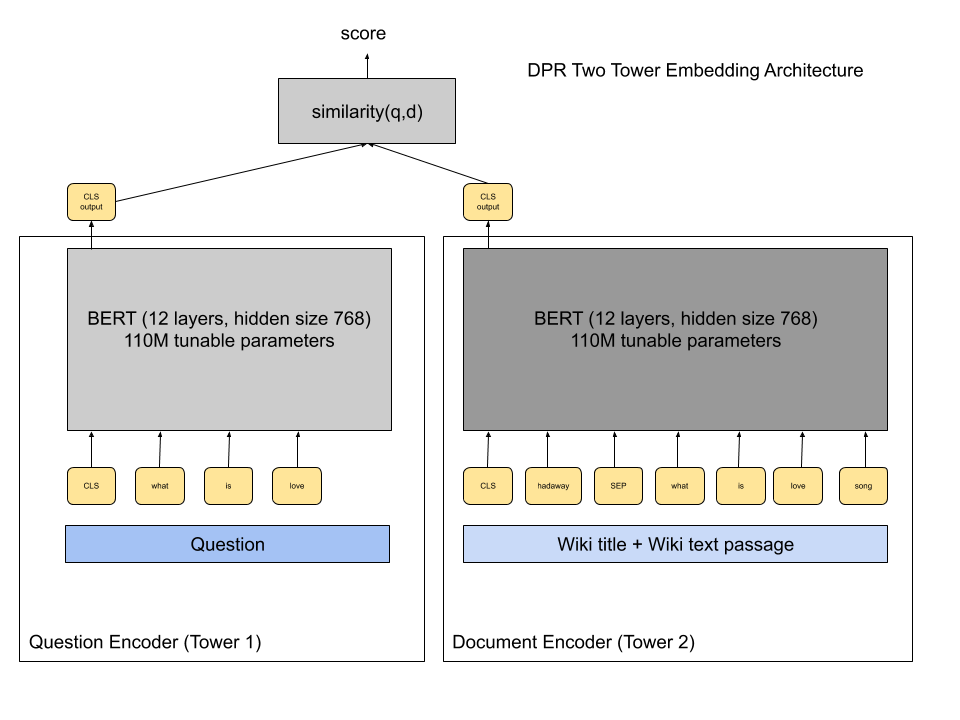 score
DPR Two Tower Embedding Architecture
similarity(q,d)
CLS
output
CLS
output
BERT (12 layers, hidden size 768)
110M tunable parameters
BERT (12 layers, hidden size 768)
110M tunable parameters
CLS
what
is
love
CLS
hadaway
SEP
what
is
love
song
Question
Wiki title + Wiki text passage
Question Encoder (Tower 1)
Document Encoder (Tower 2)